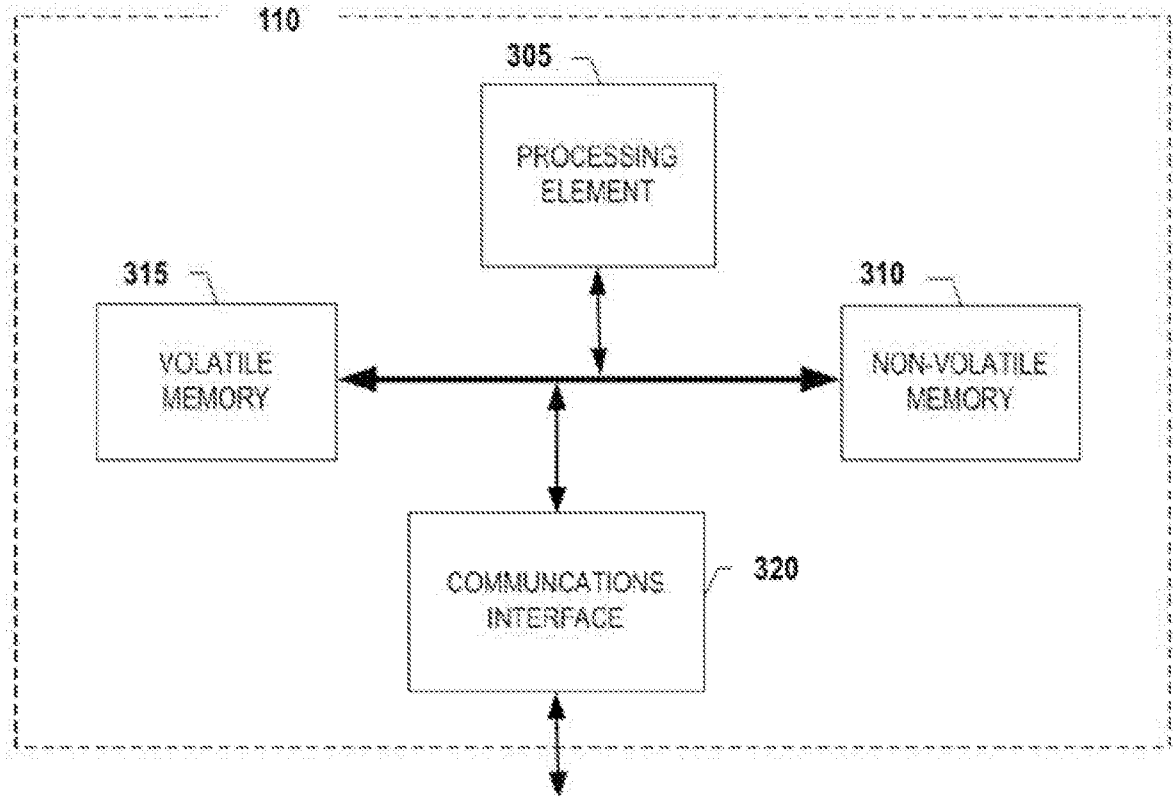 110
305
PROCESSING
ELEMENT
315
VOLATILE
MEMORY
310
NON-VOLATILE
MEMORY
COMMUNCATIONS
INTERFACE
320